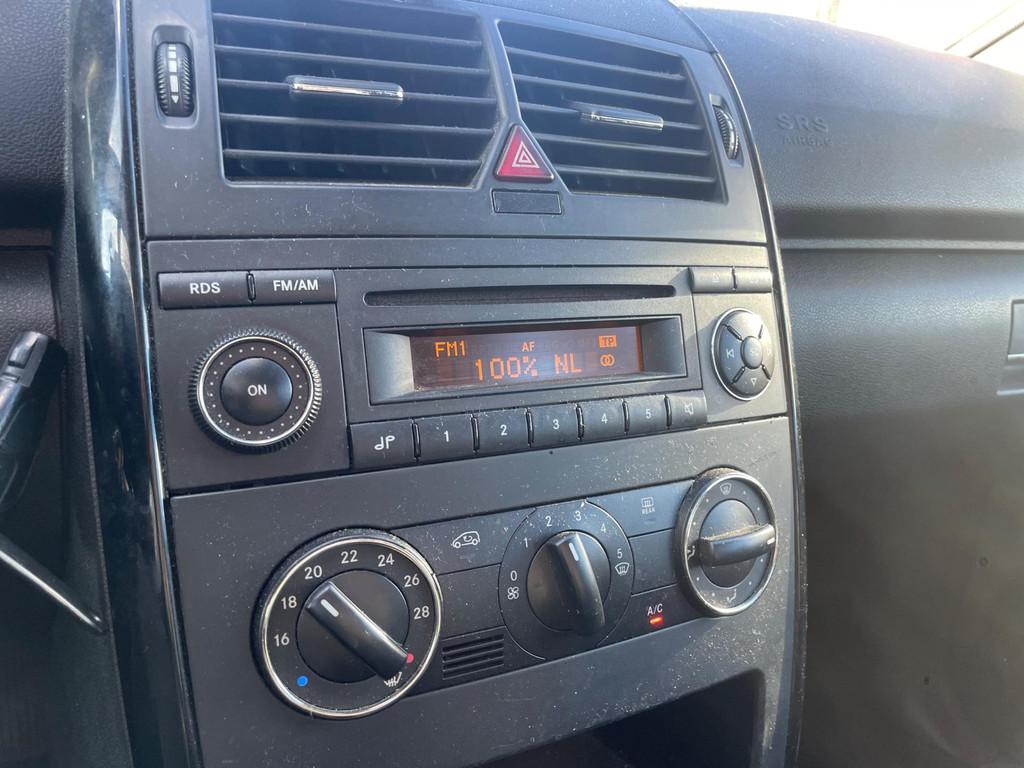 SRS
AIRBAG
RDS
FM/AM
FM1 AF TP
100% NL
ON
1 2 3 4 5
REAR
16 18 20 22 24 26 28
0 1 2 3 4 5
A/C